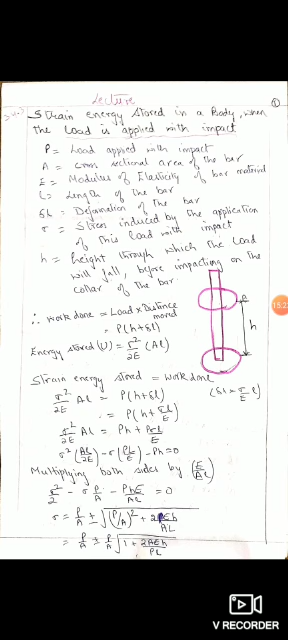 Lecture
①
Strain energy stored in a Body, when
the Load is applied with impact
P = Load applied with impact
A = cross sectional area of the bar
E = Modulus of Elasticity of bar material
l = Length of the bar
δl = Deformation of the bar
σ = Stress induced by the application
of this Load with impact
h = height through which the Load
will fall, before impacting on the
collar of the bar.
∴ work done = Load × Distance
moved
= P(h+δl)
P
h
Energy stored (U) = σ²/2E (Al)
Strain energy stored = work done
σ²/2E Al = P(h+δl)
(δl = σ/E l)
= P(h + σl/E)
σ²/2E Al = Ph + Pσl/E
σ²(Al/2E) - σ(Pl/E) - Ph = 0
Multiplying both sides by (E/Al)
σ²/2 - σ P/A - PhE/Al = 0
σ = P/A ± √((P/A)² + 2PEh/AL)
= P/A ± P/A √(1 + 2AEh/PL)
15:2
V RECORDER